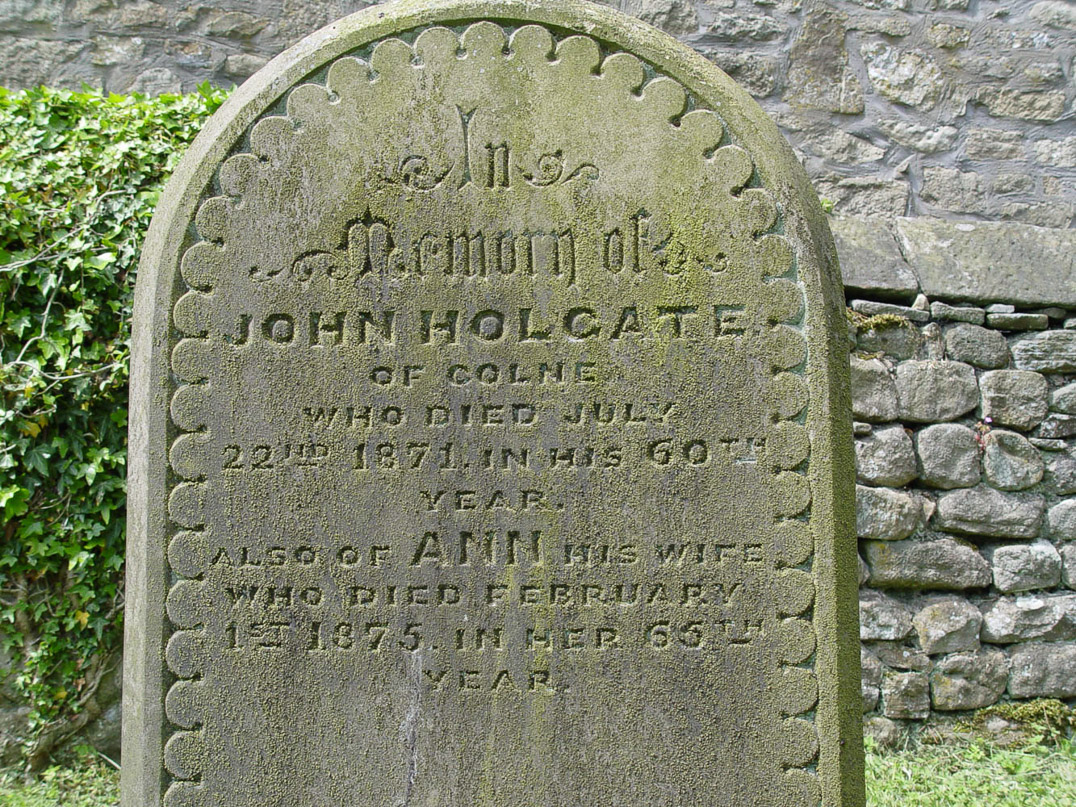 In
Memory of
JOHN HOLGATE
OF COLNE
WHO DIED JULY
22ND 1871. IN HIS 60TH
YEAR.
ALSO OF ANN HIS WIFE
WHO DIED FEBRUARY
1ST 1875. IN HER 66TH
YEAR.